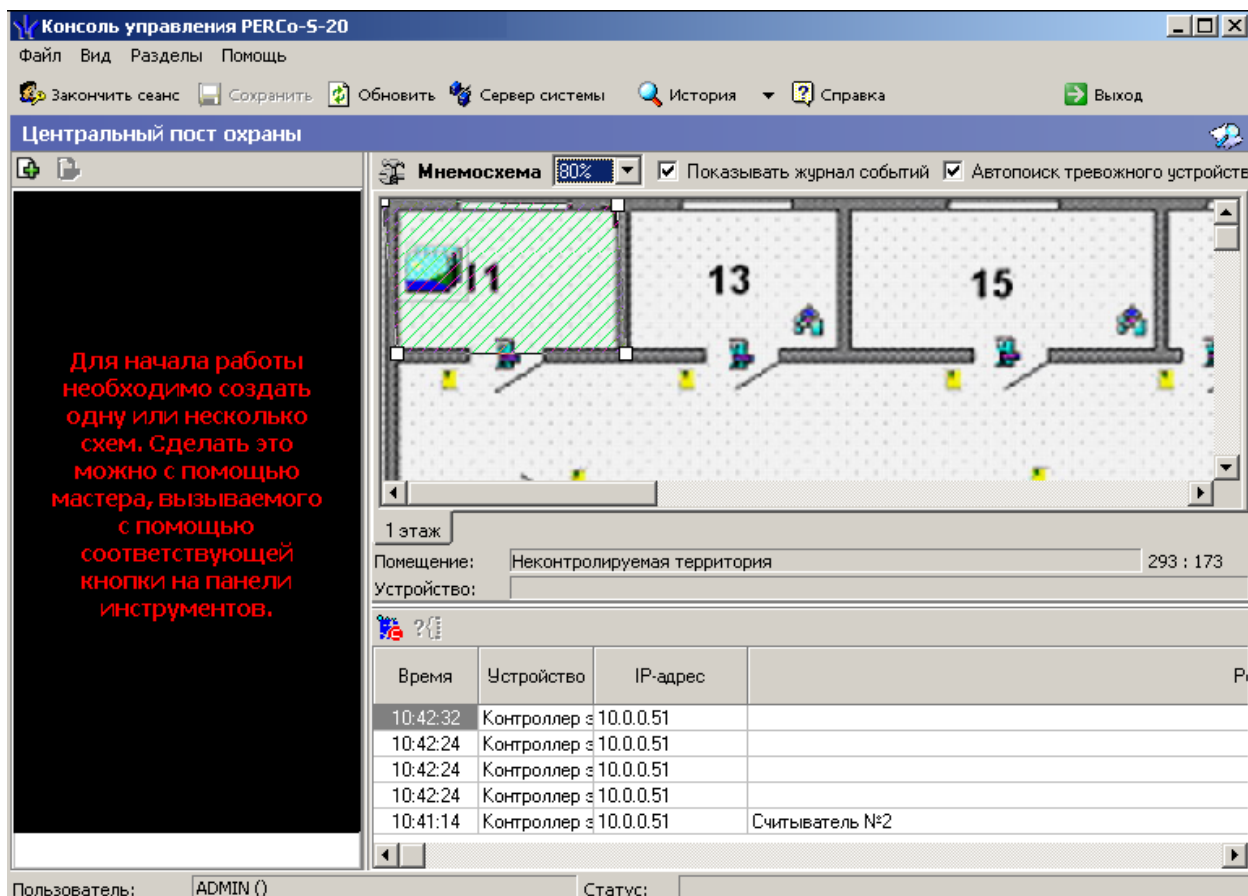 Консоль управления PERCo-S-20
Файл Вид Разделы Помощь
Закончить сеанс Сохранить Обновить Сервер системы История Справка Выход
Центральный пост охраны
Мнемосхема 80% Показывать журнал событий Автопоиск тревожного устройств
11 13 15
Для начала работы
необходимо создать
одну или несколько
схем. Сделать это
можно с помощью
мастера, вызываемого
с помощью
соответствующей
кнопки на панели
инструментов.
1 этаж
Помещение: Неконтролируемая территория 293 : 173
Устройство:
Время Устройство IP-адрес
10:42:32 Контроллер з 10.0.0.51
10:42:24 Контроллер з 10.0.0.51
10:42:24 Контроллер з 10.0.0.51
10:42:24 Контроллер з 10.0.0.51
10:41:14 Контроллер з 10.0.0.51 Считыватель №2
Пользователь: ADMIN () Статус: